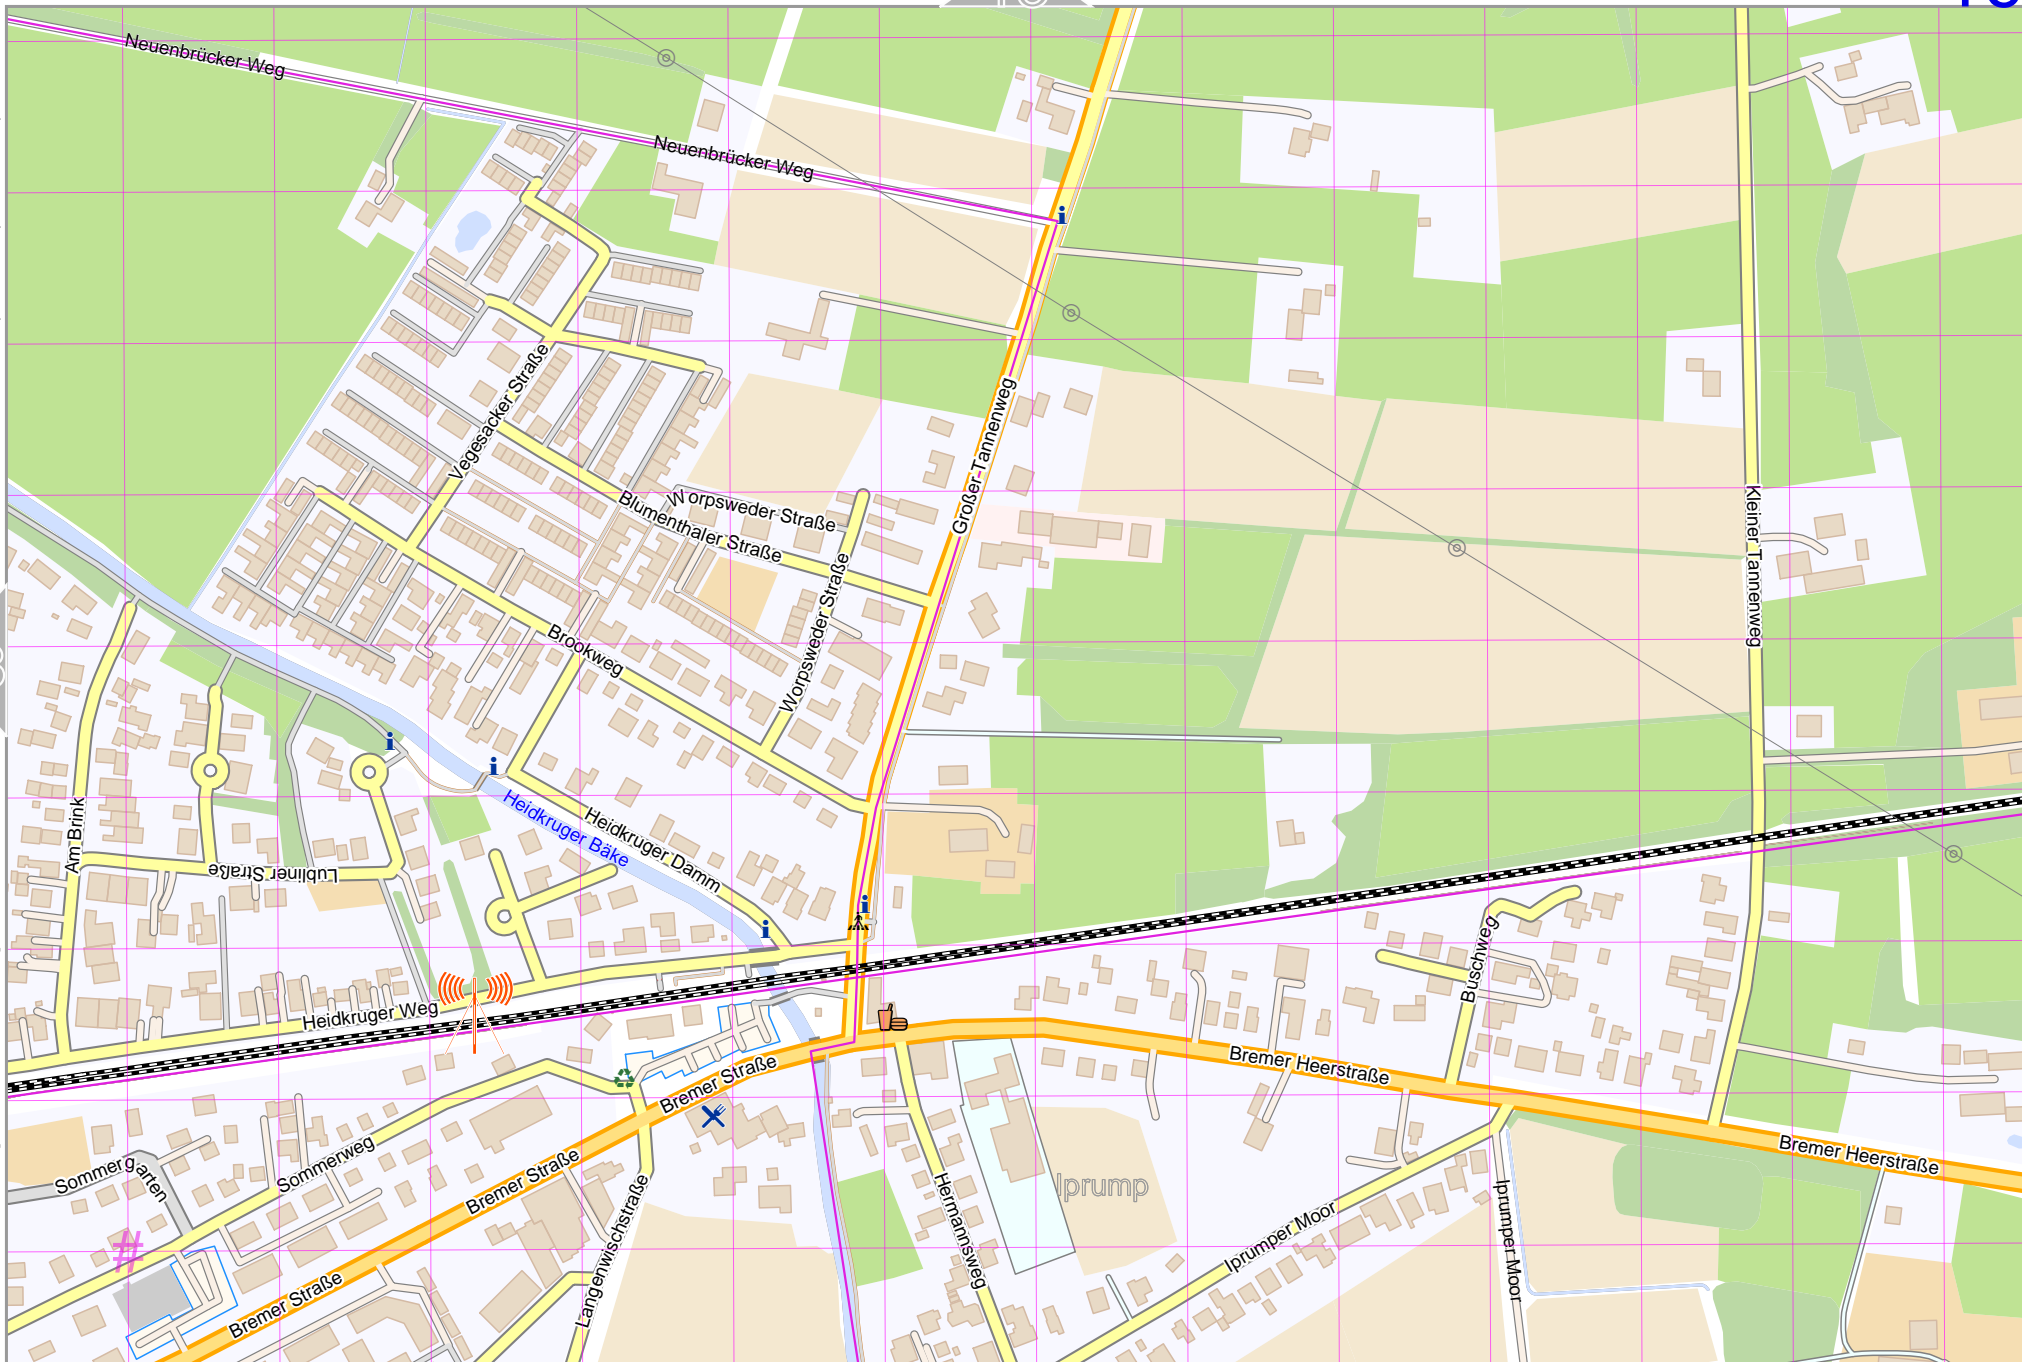 Neuenbrücker Weg
Neuenbrücker Weg
Vegesacker Straße
Großer-Tannenweg
Worpsweder Straße
Blumenthaler Straße
Kleiner Tannenweg
Worpsweder Straße
Brookweg
Heidkruger Bäke
Heidkruger Damm
Am Brink
Lubliner Straße
Buschweg
Heidkruger Weg
Bremer Straße
Bremer Heerstraße
Bremer Heerstraße
Sommergarten
Sommerweg
Bremer Straße
Iprump
Langenwischstraße
Hermannsweg
Iprumper Moor
Iprumper Moor
Bremer Straße
#